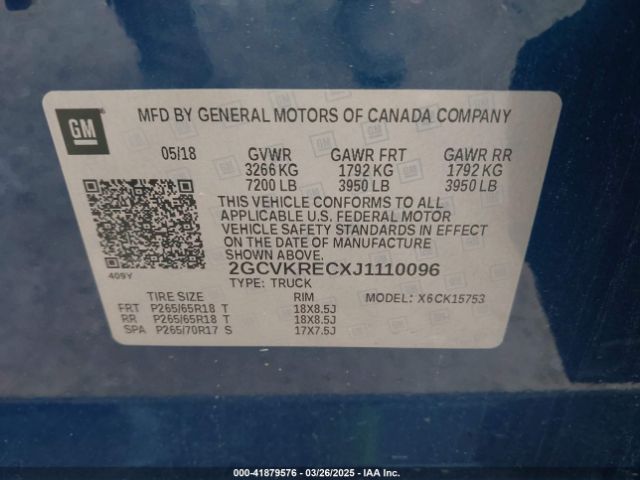 GM
MFD BY GENERAL MOTORS OF CANADA COMPANY
05/18 GVWR GAWR FRT GAWR RR
3266 KG 1792 KG 1792 KG
7200 LB 3950 LB 3950 LB
THIS VEHICLE CONFORMS TO ALL
APPLICABLE U.S. FEDERAL MOTOR
VEHICLE SAFETY STANDARDS IN EFFECT
ON THE DATE OF MANUFACTURE
SHOWN ABOVE.
2GCVKRECXJ1110096
409Y
TYPE: TRUCK
TIRE SIZE RIM MODEL: X6CK15753
FRT P265/65R18 T 18X8.5J
RR P265/65R18 T 18X8.5J
SPA P265/70R17 S 17X7.5J
000-41879576 | 03/26/2025 | IAA Inc.